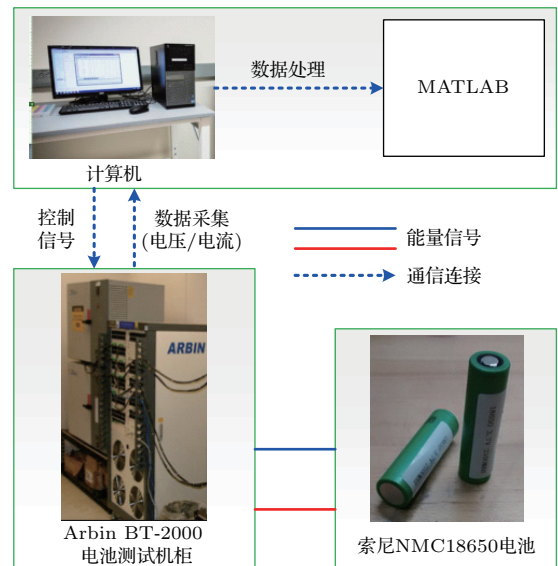 数据处理
MATLAB
计算机
控制
信号
数据采集
(电压/电流)
能量信号
通信连接
ARBIN
Arbin BT-2000
电池测试机柜
索尼NMC18650电池